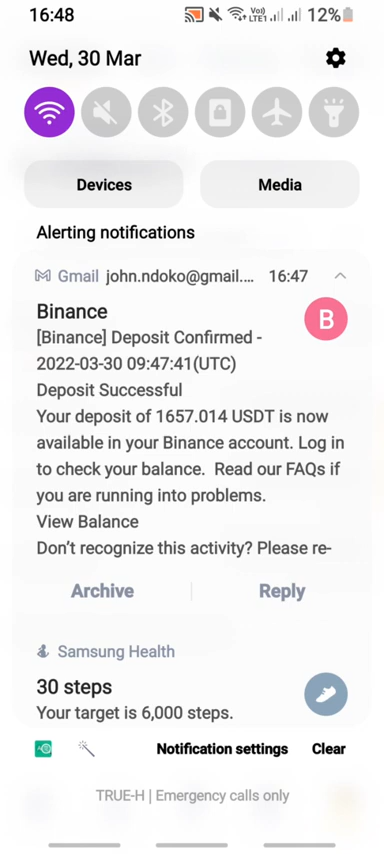 16:48
Vo))
LTE1
12%
Wed, 30 Mar
Devices
Media
Alerting notifications
Gmail john.ndoko@gmail.... 16:47
Binance
B
[Binance] Deposit Confirmed -
2022-03-30 09:47:41(UTC)
Deposit Successful
Your deposit of 1657.014 USDT is now
available in your Binance account. Log in
to check your balance.  Read our FAQs if
you are running into problems.
View Balance
Don't recognize this activity? Please re-
Archive
Reply
Samsung Health
30 steps
Your target is 6,000 steps.
Notification settings
Clear
TRUE-H | Emergency calls only